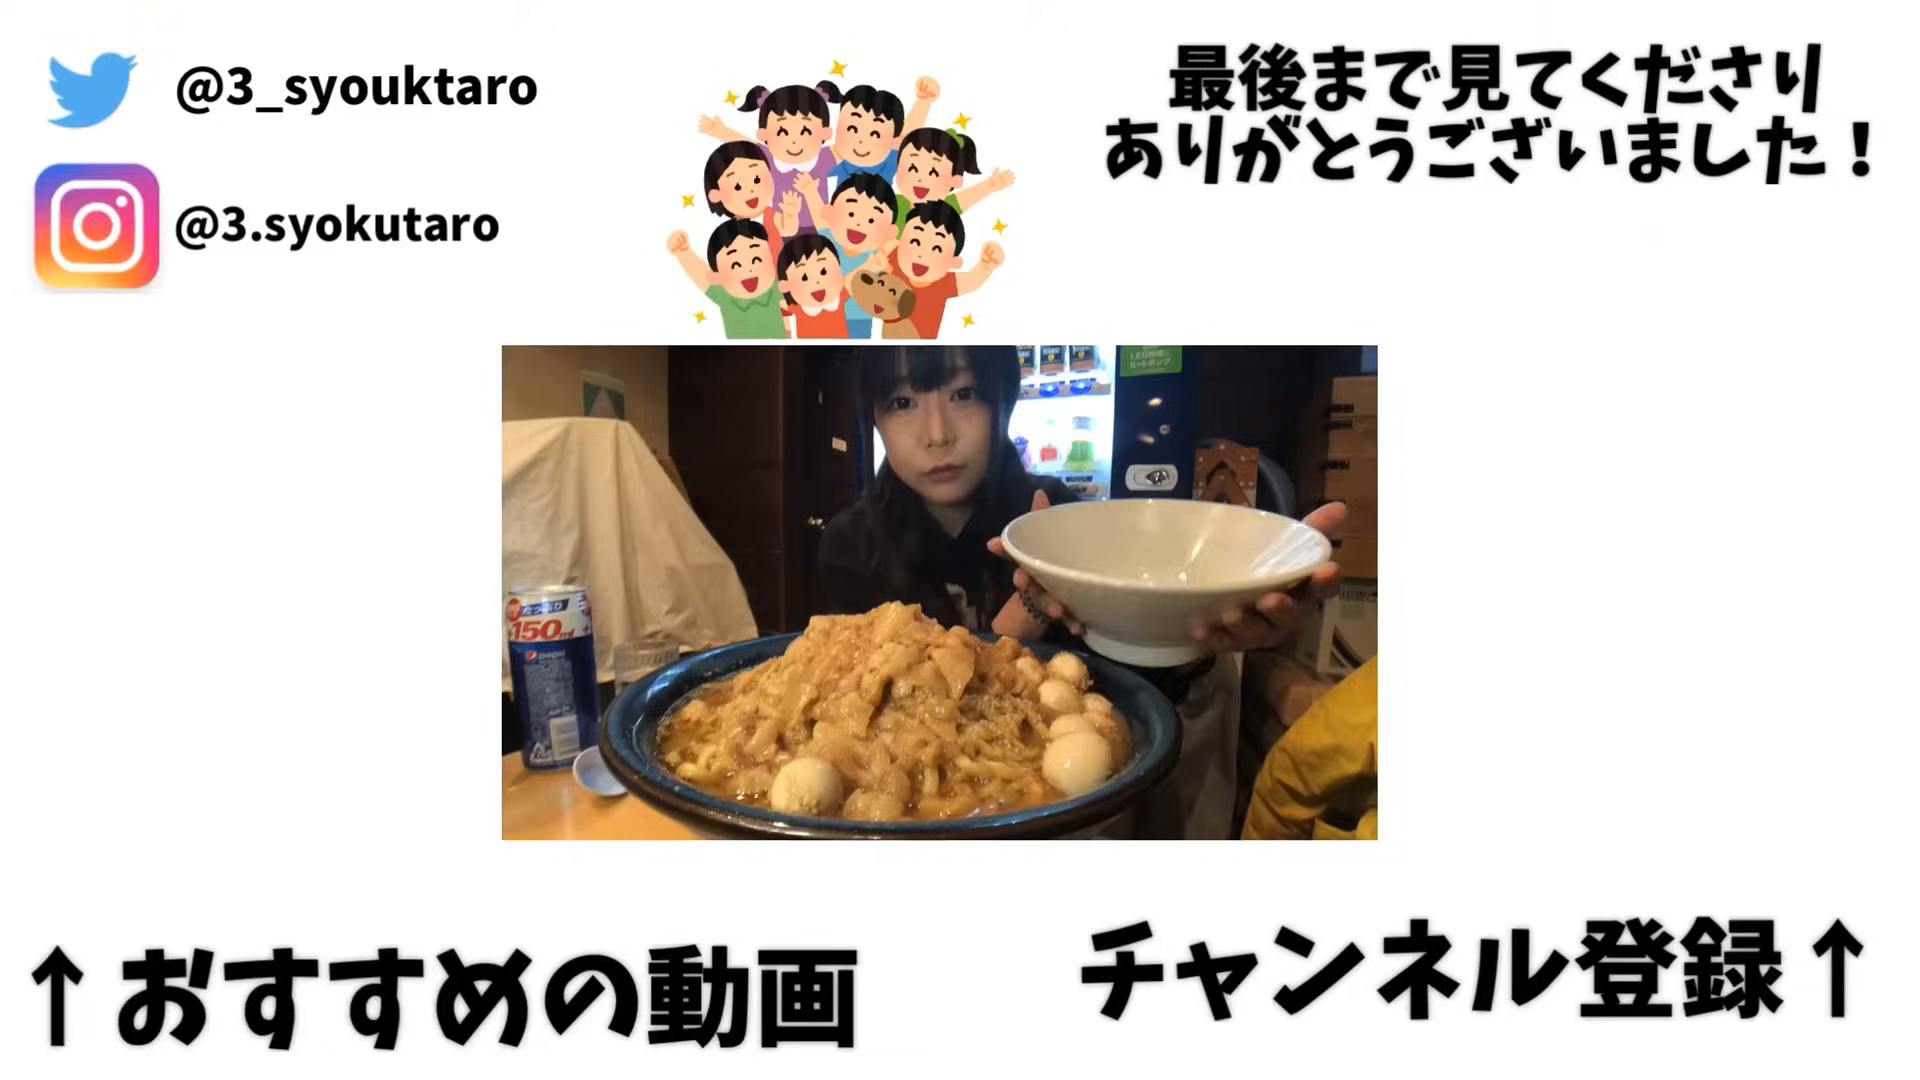 @3_syouktaro
@3.syokutaro
最後まで見てくださり
ありがとうございました！
150ml
pepsi
↑おすすめの動画
チャンネル登録↑